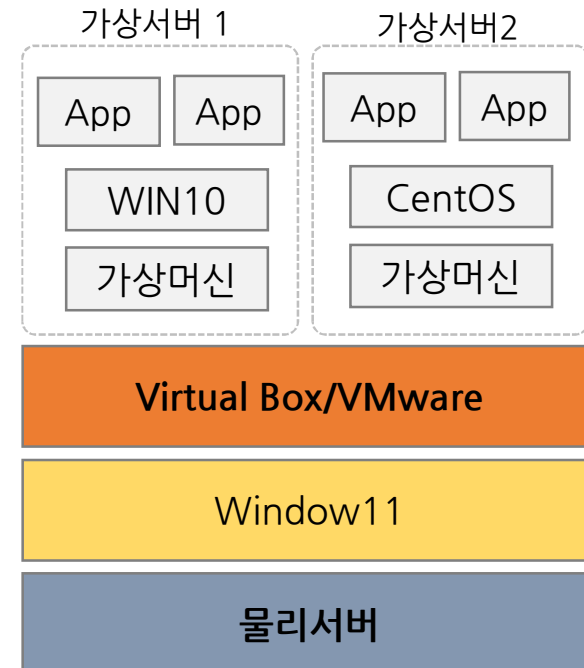 가상서버 1
가상서버2
App
App
App
App
WIN10
CentOS
가상머신
가상머신
Virtual Box/VMware
Window11
물리서버